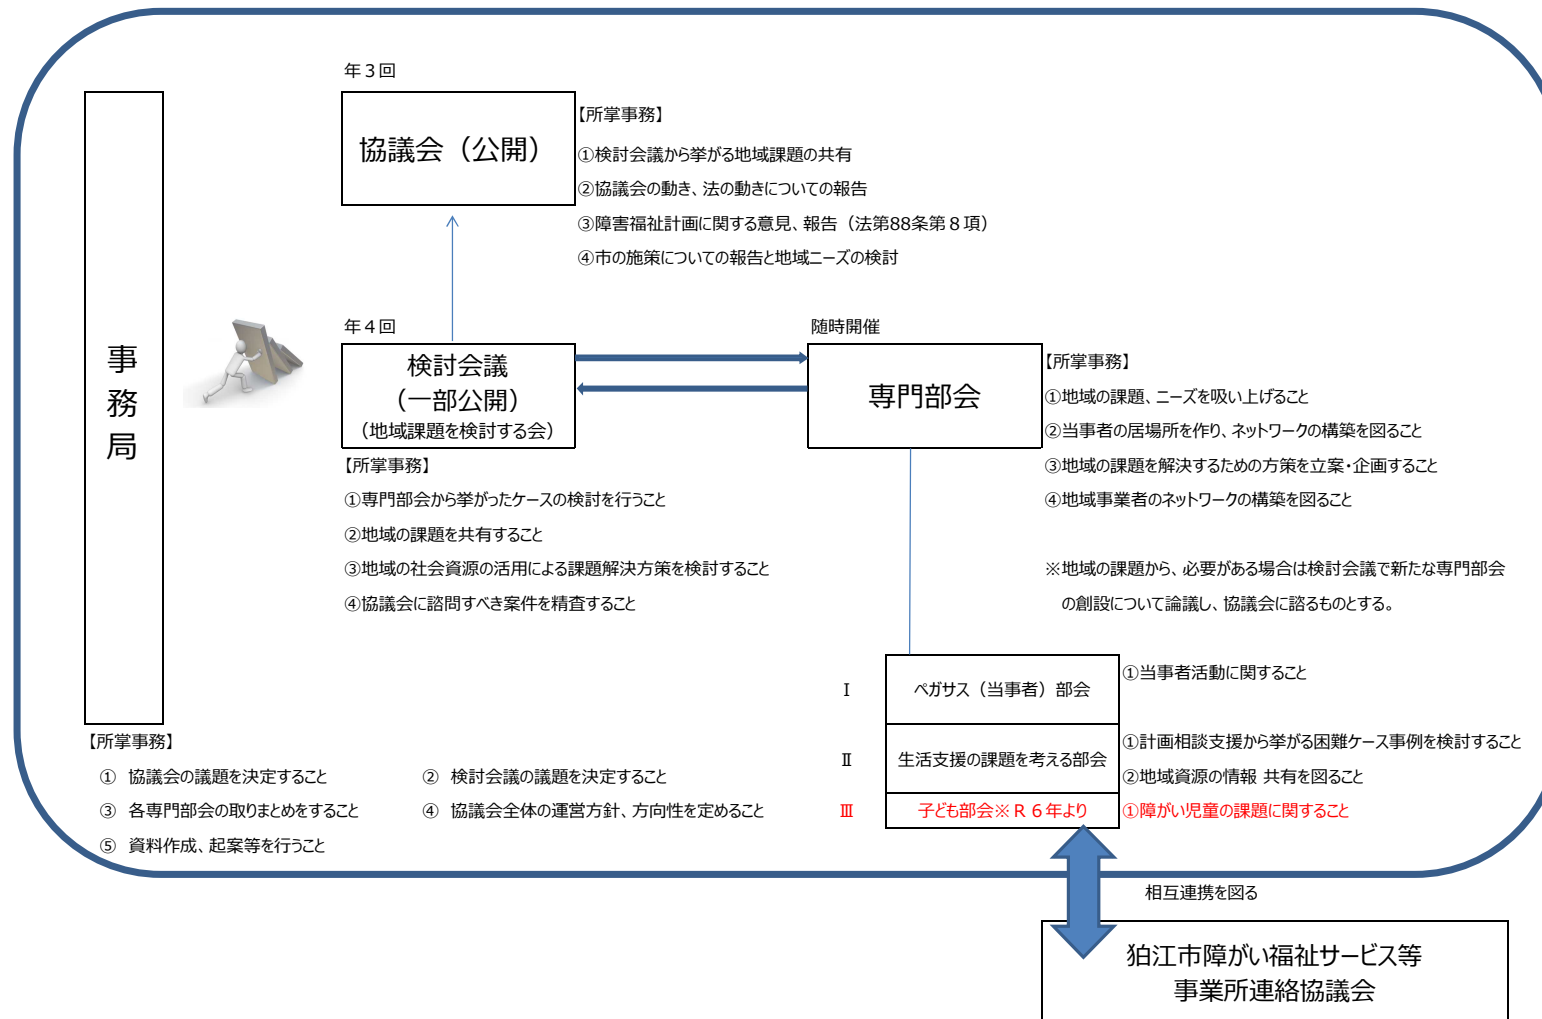 年３回
協議会（公開）
【所掌事務】
①検討会議から挙がる地域課題の共有
②協議会の動き、法の動きについての報告
③障害福祉計画に関する意見、報告（法第88条第８項）
④市の施策についての報告と地域ニーズの検討
事務局
年４回
検討会議
（一部公開）
（地域課題を検討する会）
【所掌事務】
①専門部会から挙がったケースの検討を行うこと
②地域の課題を共有すること
③地域の社会資源の活用による課題解決方策を検討すること
④協議会に諮問すべき案件を精査すること
随時開催
専門部会
【所掌事務】
①地域の課題、ニーズを吸い上げること
②当事者の居場所を作り、ネットワークの構築を図ること
③地域の課題を解決するための方策を立案・企画すること
④地域事業者のネットワークの構築を図ること
※地域の課題から、必要がある場合は検討会議で新たな専門部会
の創設について論議し、協議会に諮るものとする。
Ⅰ ペガサス（当事者）部会 ①当事者活動に関すること
Ⅱ 生活支援の課題を考える部会 ①計画相談支援から挙がる困難ケース事例を検討すること
②地域資源の情報 共有を図ること
Ⅲ 子ども部会※Ｒ６年より ①障がい児童の課題に関すること
【所掌事務】
① 協議会の議題を決定すること ② 検討会議の議題を決定すること
③ 各専門部会の取りまとめをすること ④ 協議会全体の運営方針、方向性を定めること
⑤ 資料作成、起案等を行うこと
相互連携を図る
狛江市障がい福祉サービス等
事業所連絡協議会